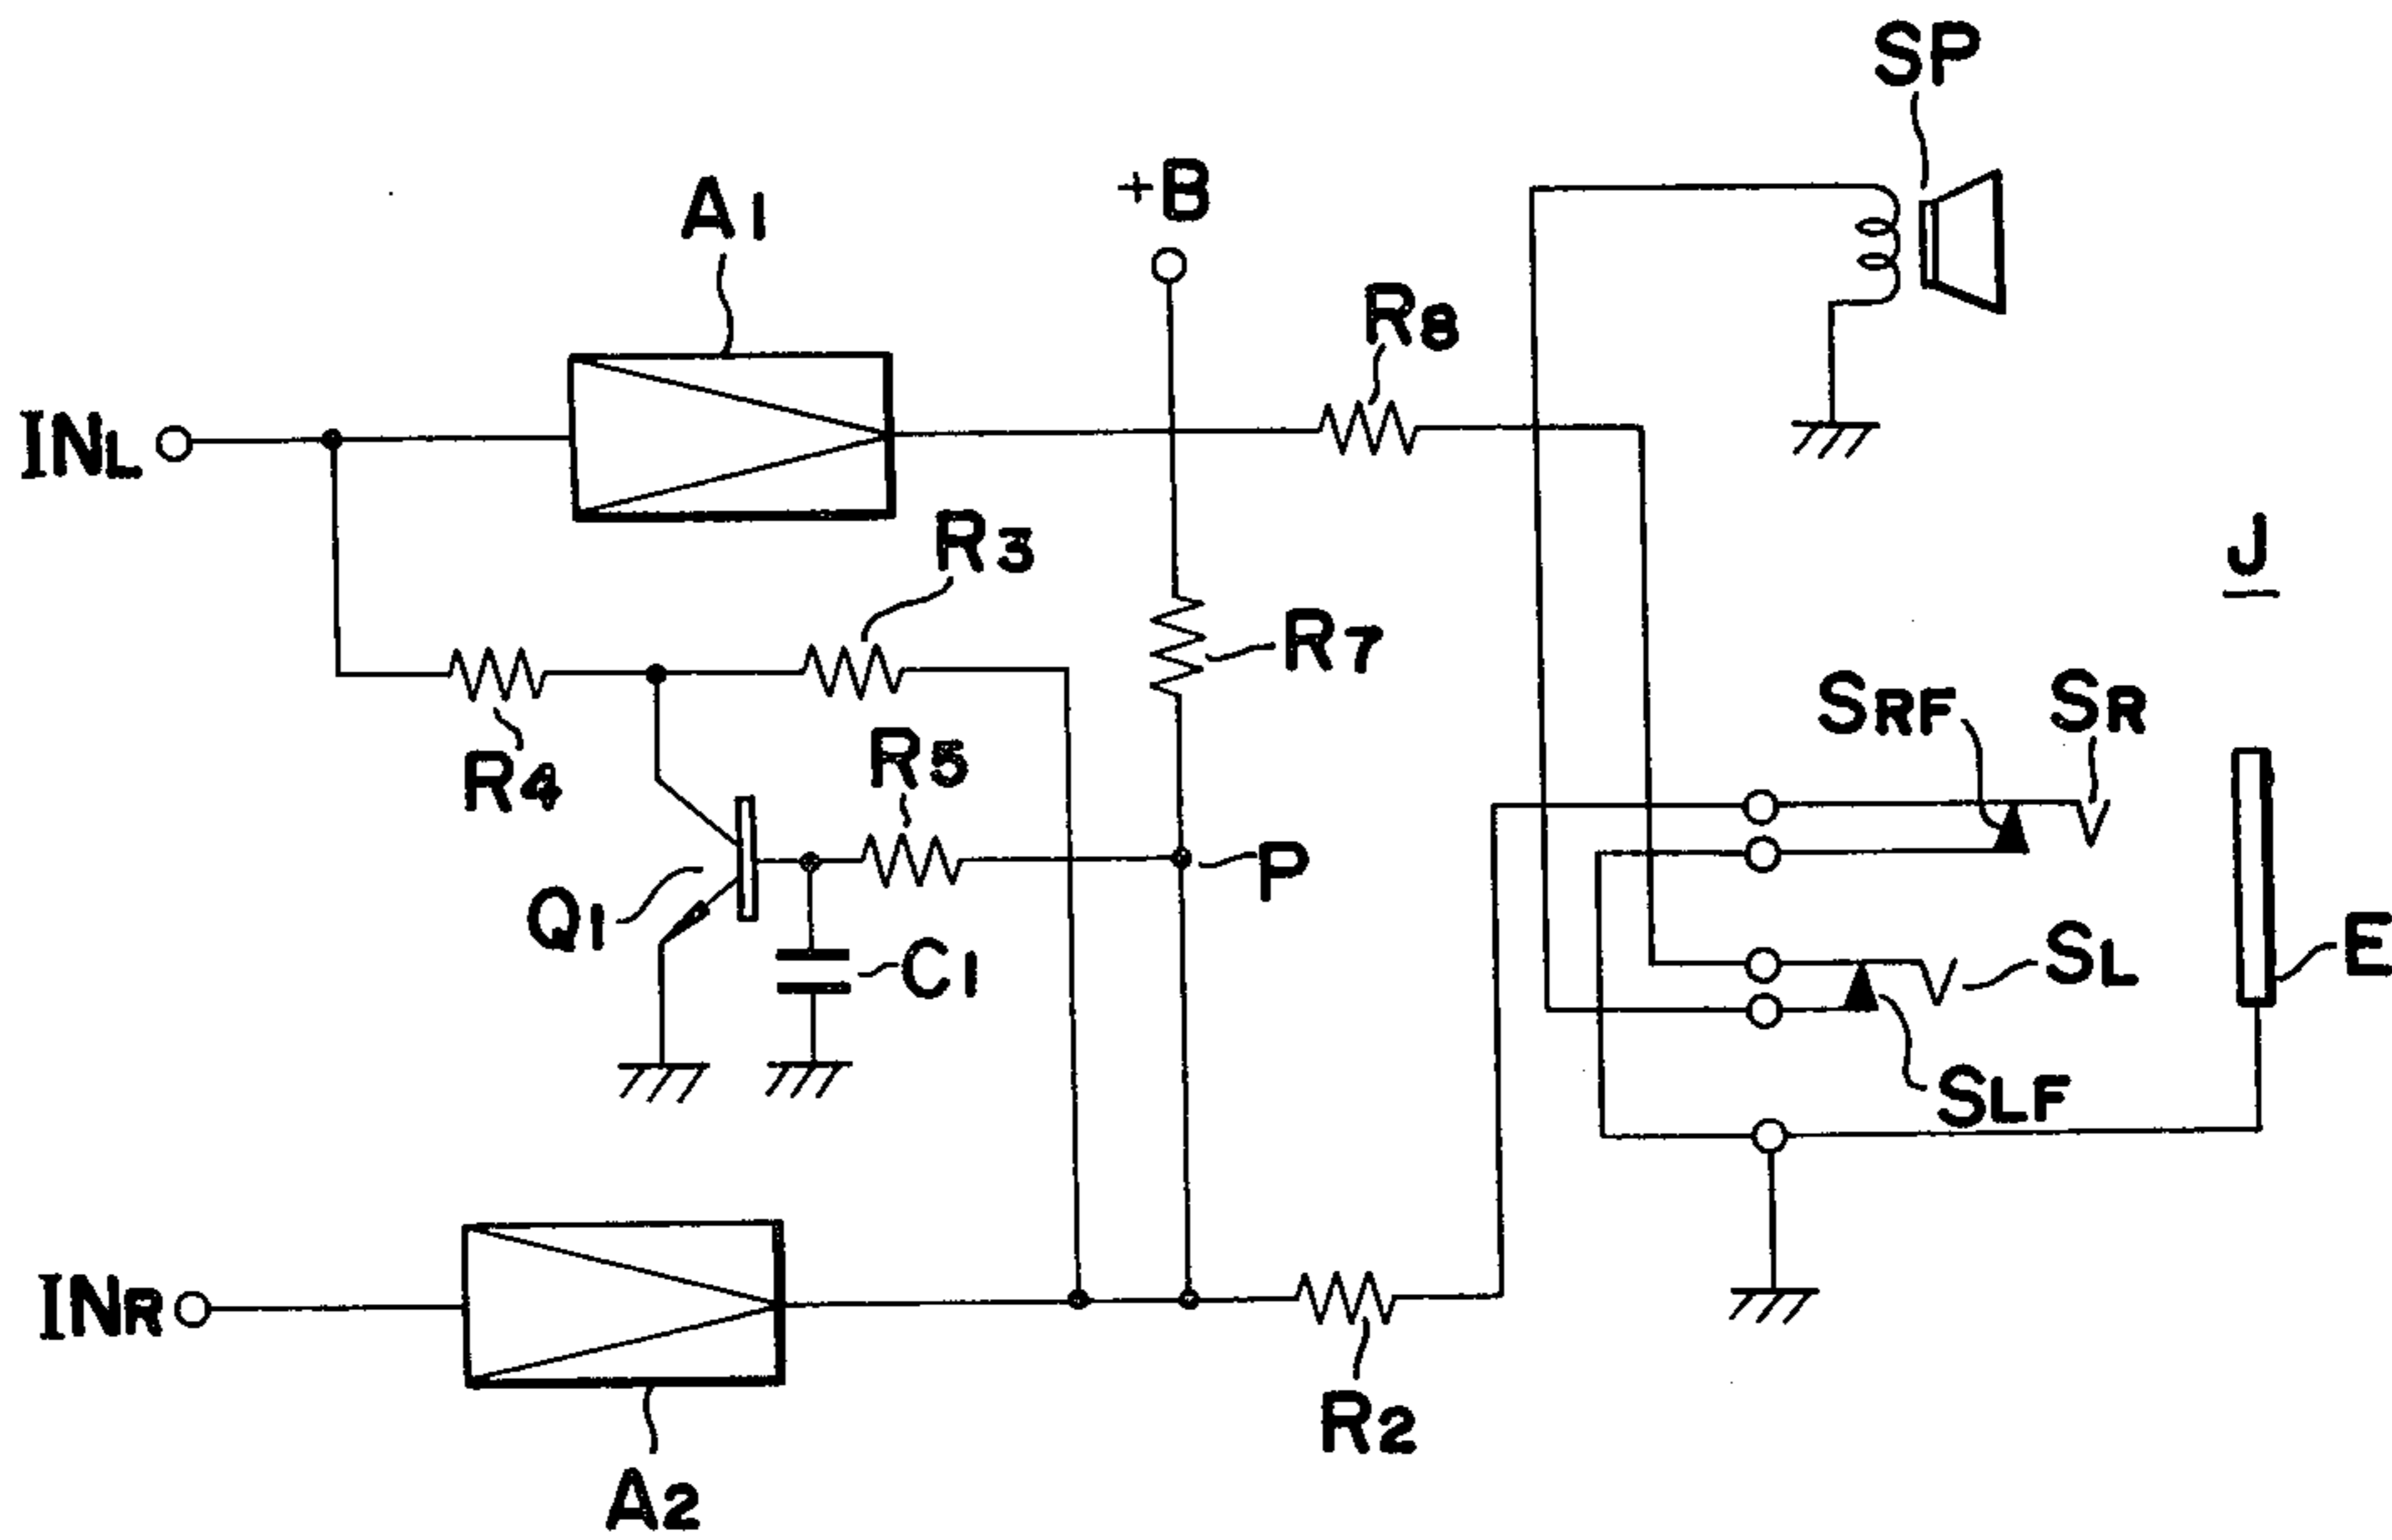 SP
A1
+B
R8
INL
R3
J
R7
SRF
SR
R4
R5
P
Q1
C1
SL
E
SLF
INR
R2
A2